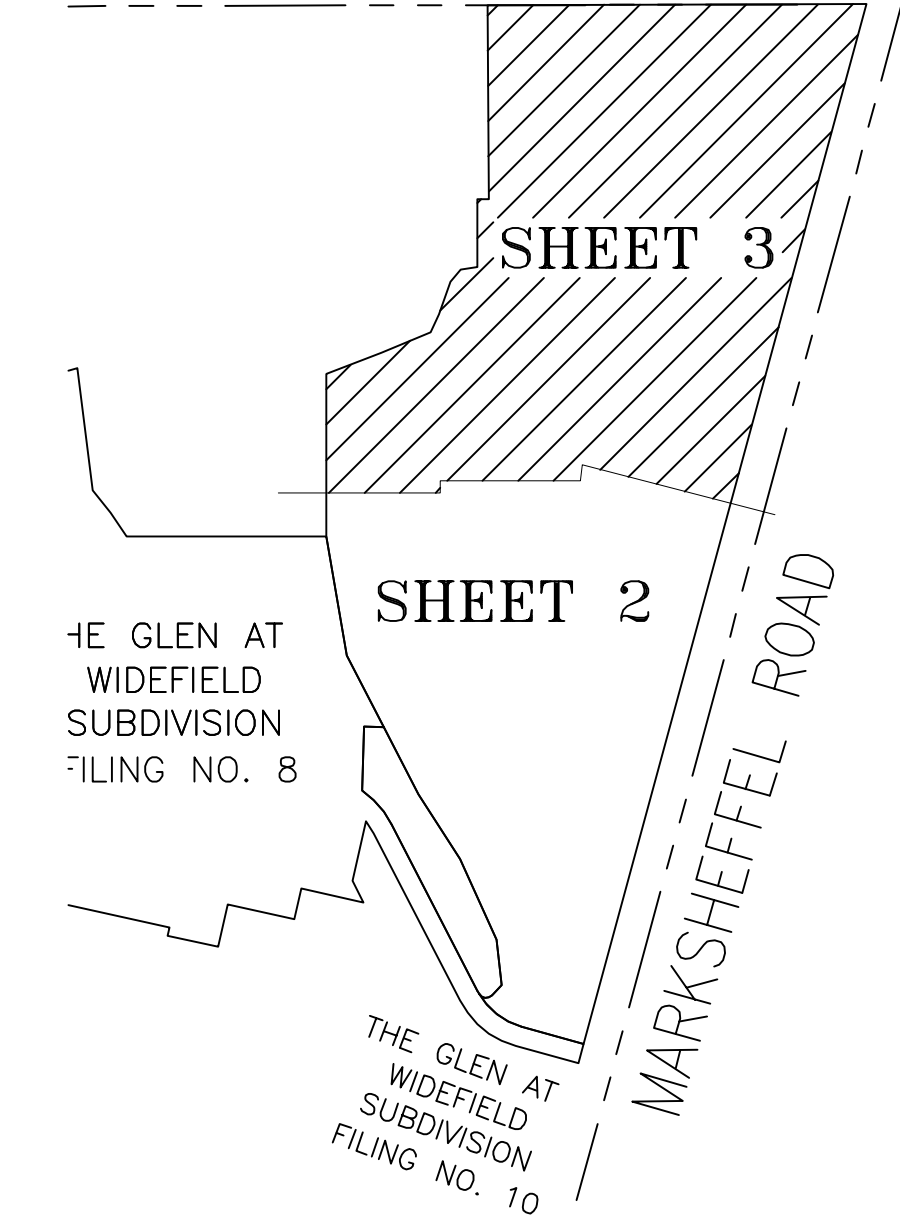 SHEET 3
SHEET 2
HE GLEN AT
WIDEFIELD
SUBDIVISION
FILING NO. 8
MARKSHEFFEL ROAD
THE GLEN AT
WIDEFIELD
SUBDIVISION
FILING NO. 10